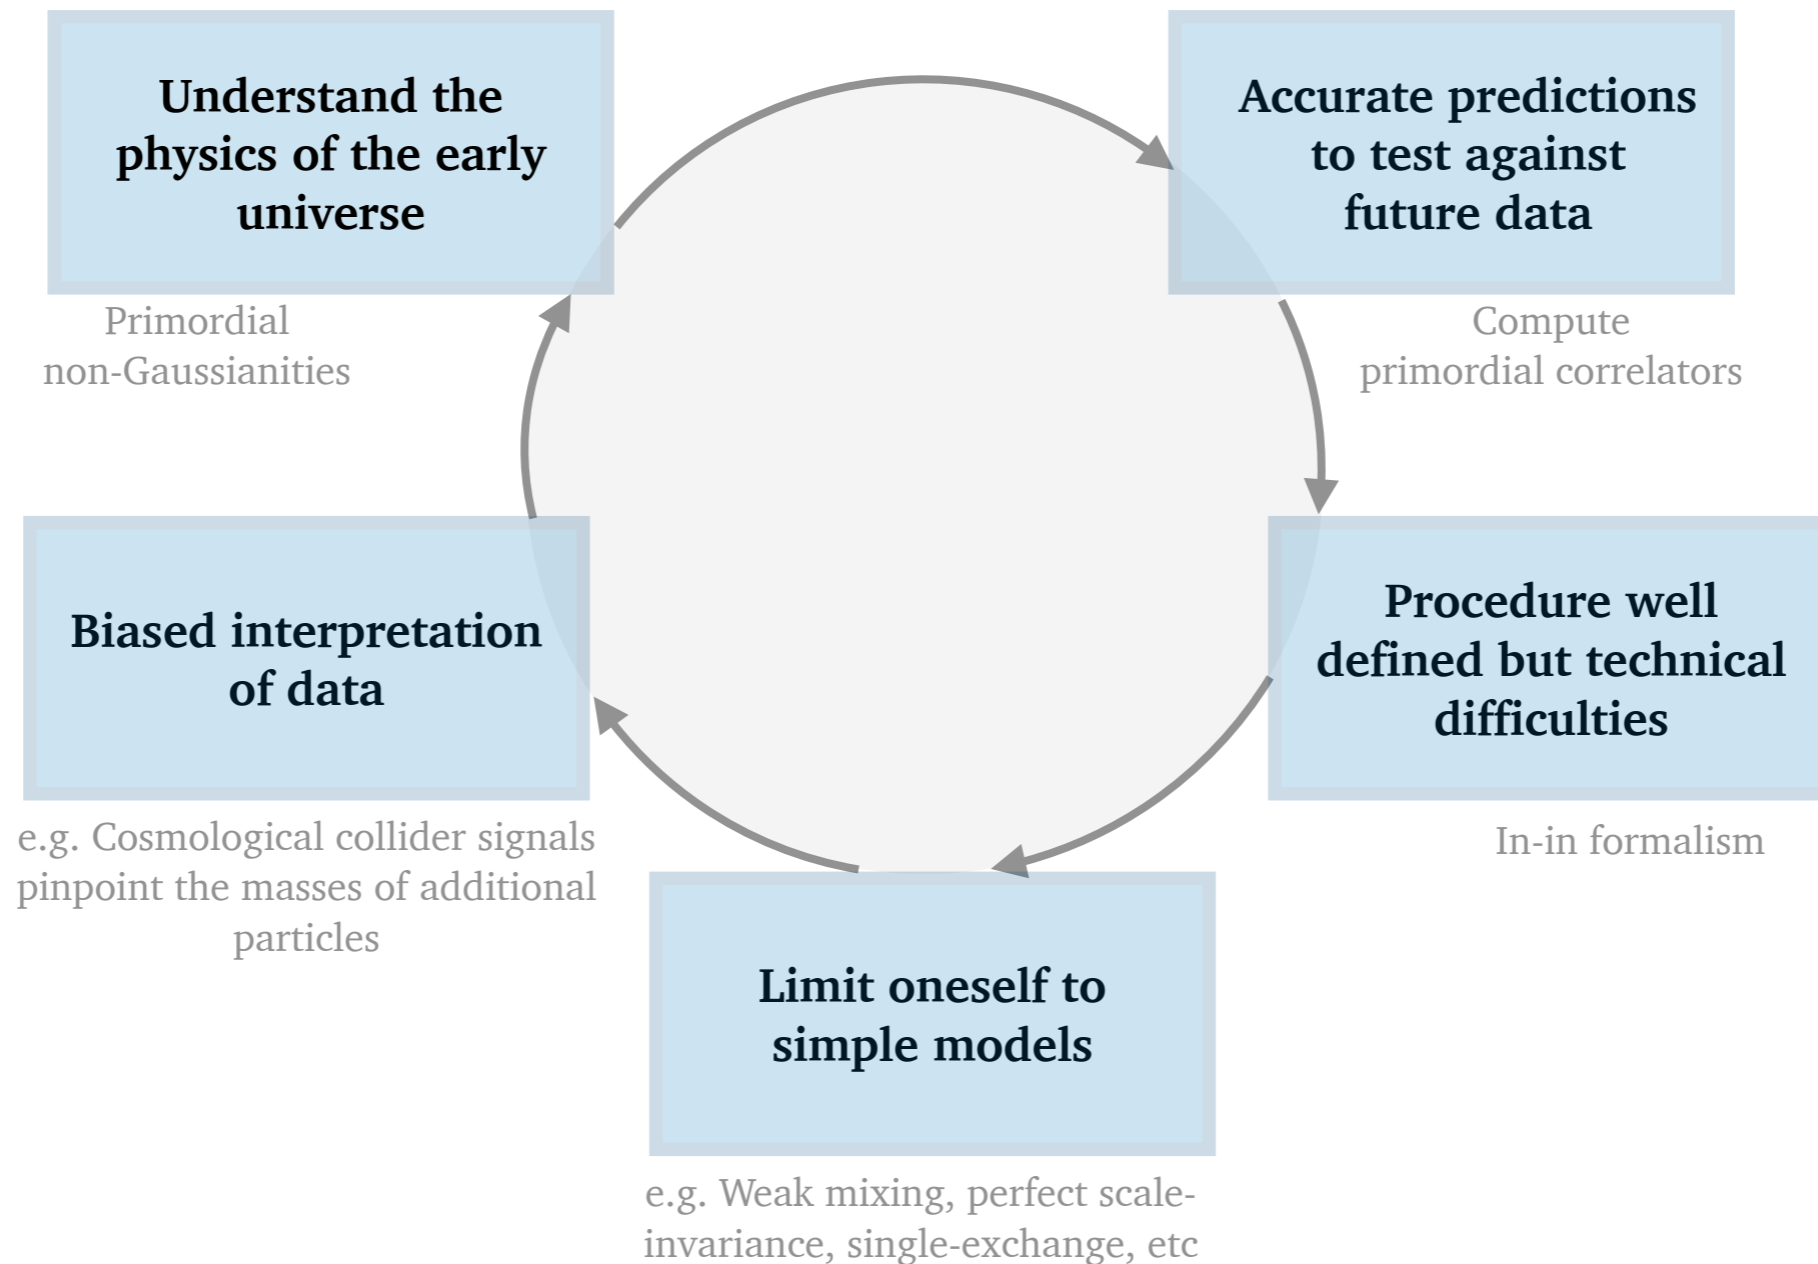 Understand the
physics of the early
universe
Primordial
non-Gaussianities
Accurate predictions
to test against
future data
Compute
primordial correlators
Procedure well
defined but technical
difficulties
In-in formalism
Limit oneself to
simple models
e.g. Weak mixing, perfect scale-
invariance, single-exchange, etc
Biased interpretation
of data
e.g. Cosmological collider signals
pinpoint the masses of additional
particles